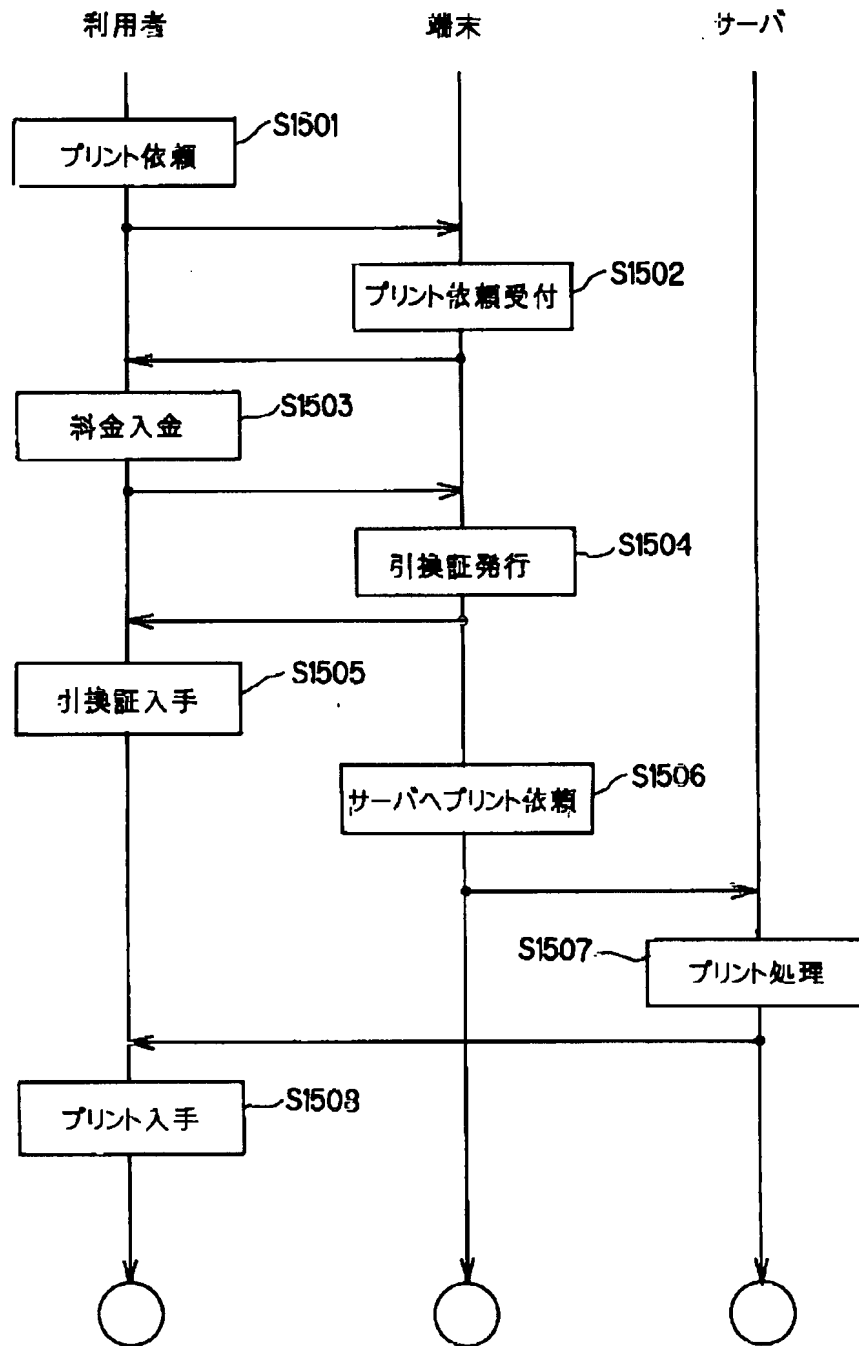 利用者
端末
サーバ
S1501
プリント依頼
S1502
プリント依頼受付
S1503
料金入金
S1504
引換証発行
S1505
引換証入手
S1506
サーバへプリント依頼
S1507
プリント処理
S1508
プリント入手